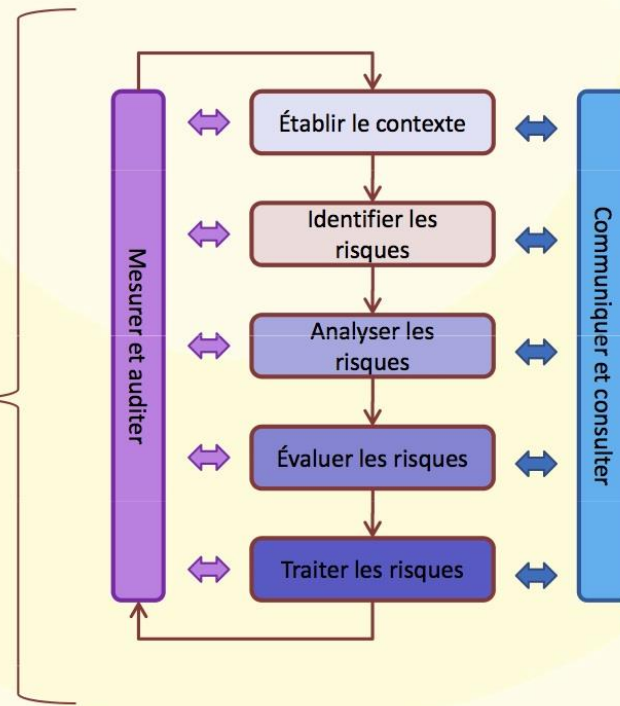 Établir le contexte
Identifier les
risques
Analyser les
risques
Évaluer les risques
Traiter les risques
Mesurer et auditer
Communiquer et consulter